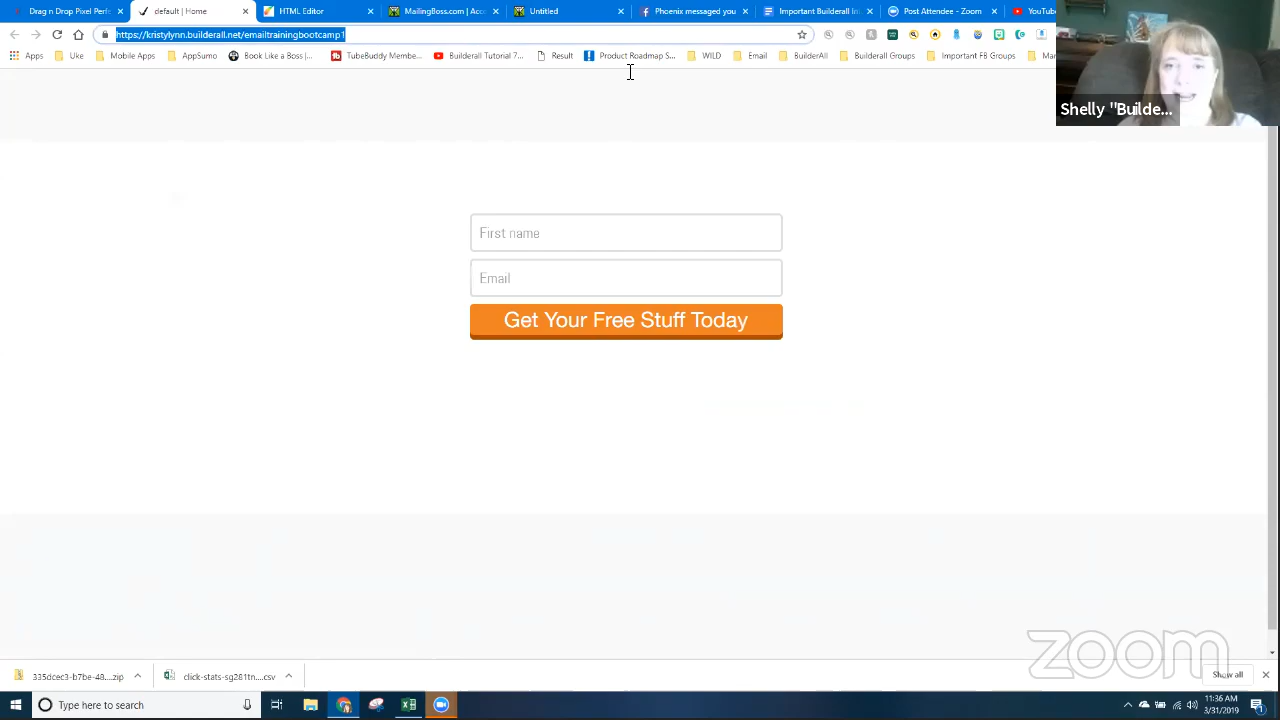 Drag n Drop Pixel Perfe
default | Home
HTML Editor
MailingBoss.com | Acco
Untitled
Phoenix messaged you
Important Builderall Im
Post Attendee - Zoom
YouTube
https://kristylynn.builderall.net/emailtrainingbootcamp1
Apps
Uke
Mobile Apps
AppSumo
Book Like a Boss |...
TubeBuddy Membe...
Builderall Tutorial 7...
Result
Product Roadmap S...
WILD
Email
BuilderAll
Builderall Groups
Important FB Groups
Mar
Shelly "Builde...
First name
Email
Get Your Free Stuff Today
zoom
335dcec3-b7be-48....zip
click-stats-sg281tn....csv
Show all
Type here to search
11:36 AM
3/31/2019